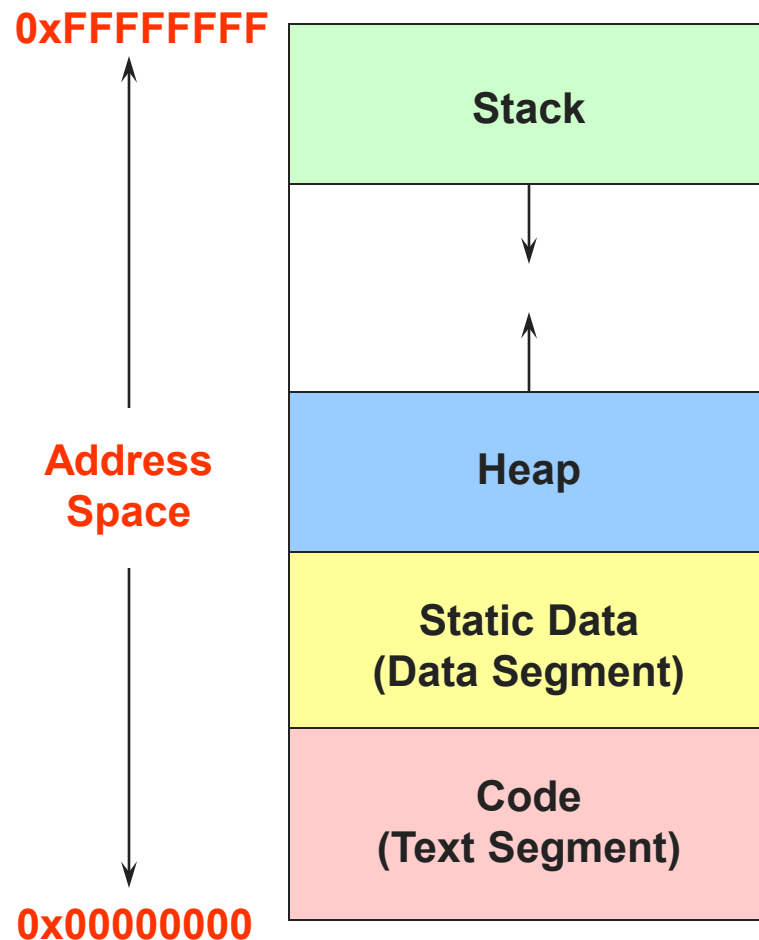 0xFFFFFFFF
Stack
Heap
Address
Space
Static Data
(Data Segment)
Code
(Text Segment)
0x00000000